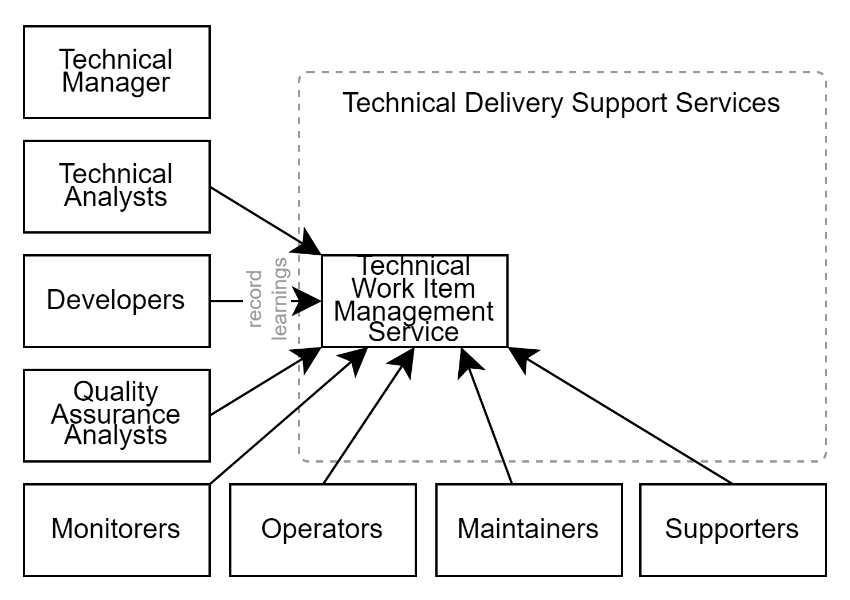 Technical
Manager
Technical Delivery Support Services
Technical
Analysts
Developers
record
learnings
Technical
Work Item
Management
Service
Quality
Assurance
Analysts
Monitorers
Operators
Maintainers
Supporters